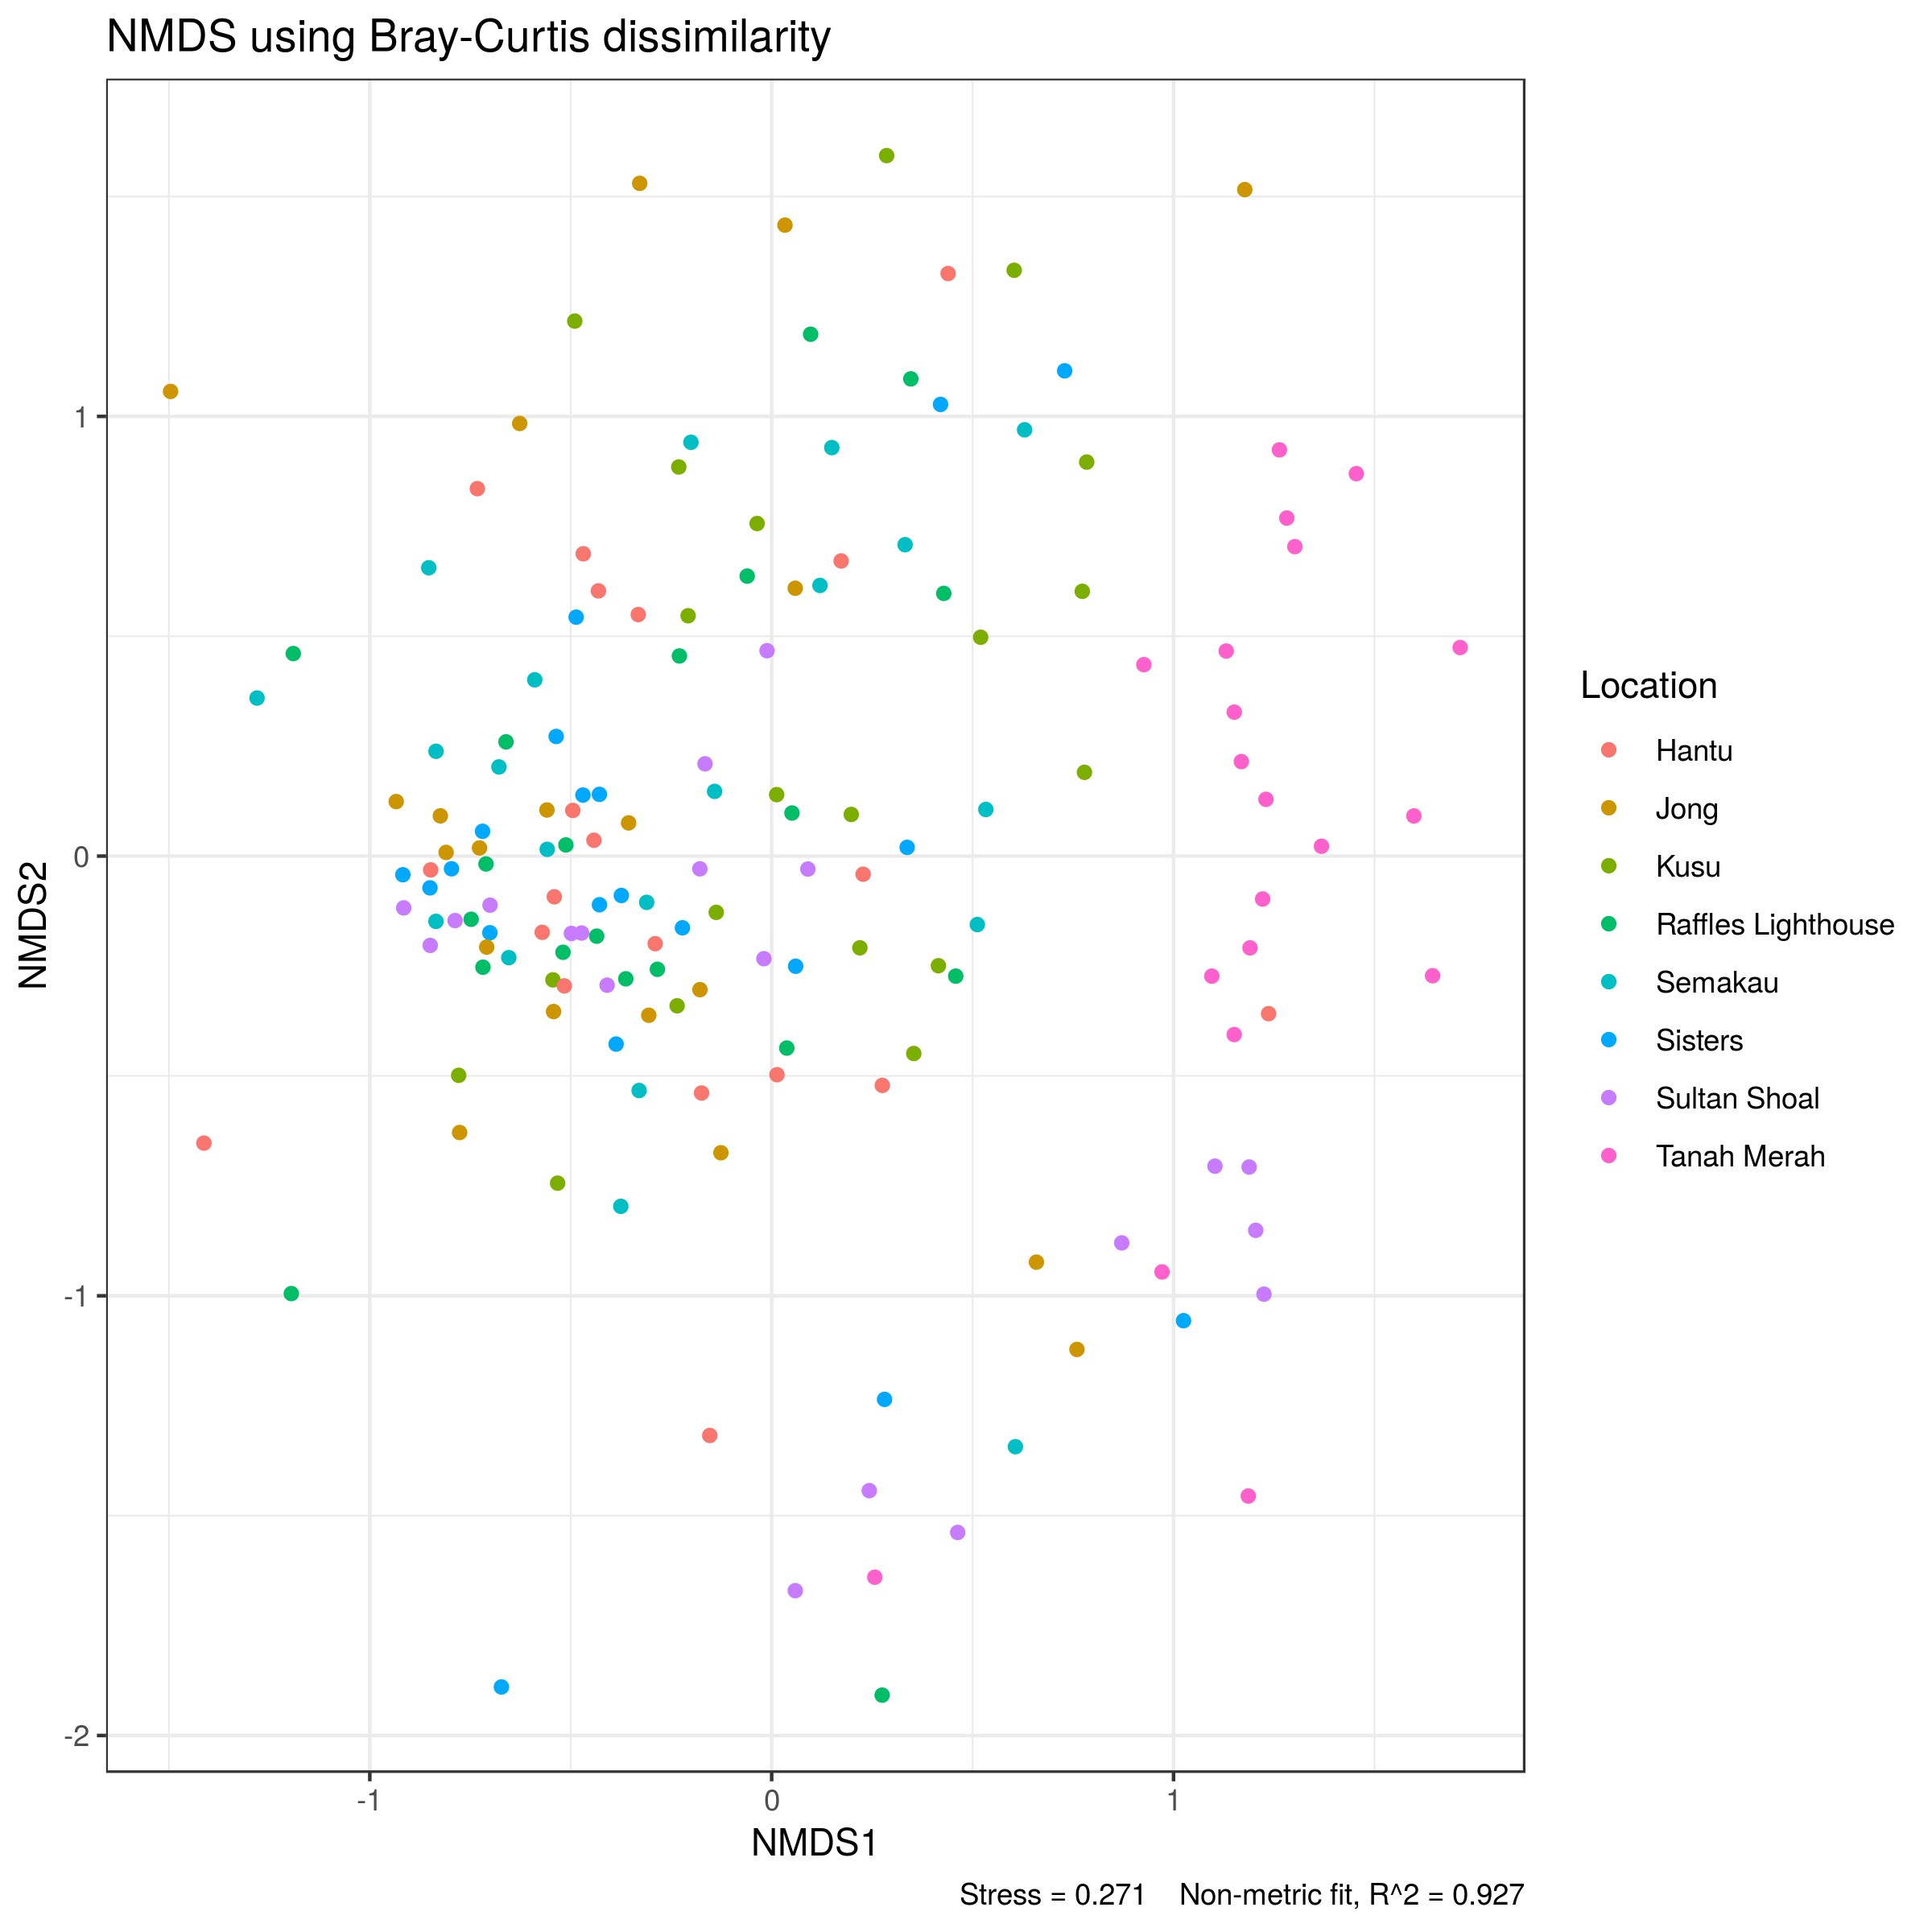 NMDS using Bray-Curtis dissimilarity
1
0
-1
-2
NMDS2
-1 0 1
NMDS1
Location
Hantu
Jong
Kusu
Raffles Lighthouse
Semakau
Sisters
Sultan Shoal
Tanah Merah
Stress = 0.271 Non-metric fit, R^2 = 0.927